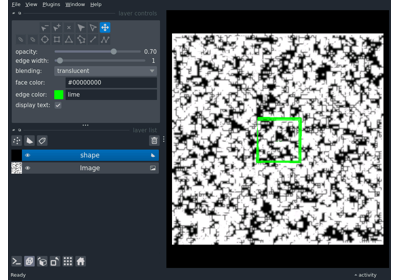 File View Plugins Window Help
layer controls
opacity: 0.70
edge width: 1
blending: translucent
face color: #00000000
edge color: lime
display text:
layer list
shape
Image
Ready
activity